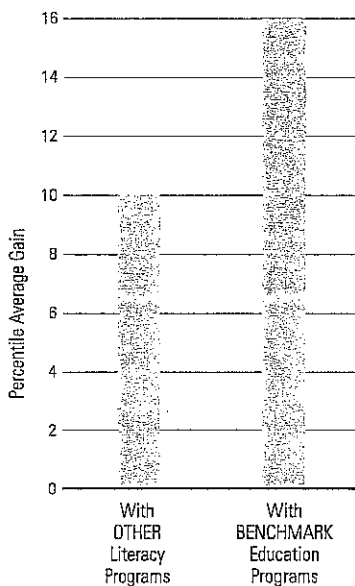 16
14
12
10
8
6
4
2
0
Percentile Average Gain
With
OTHER
Literacy
Programs
With
BENCHMARK
Education
Programs